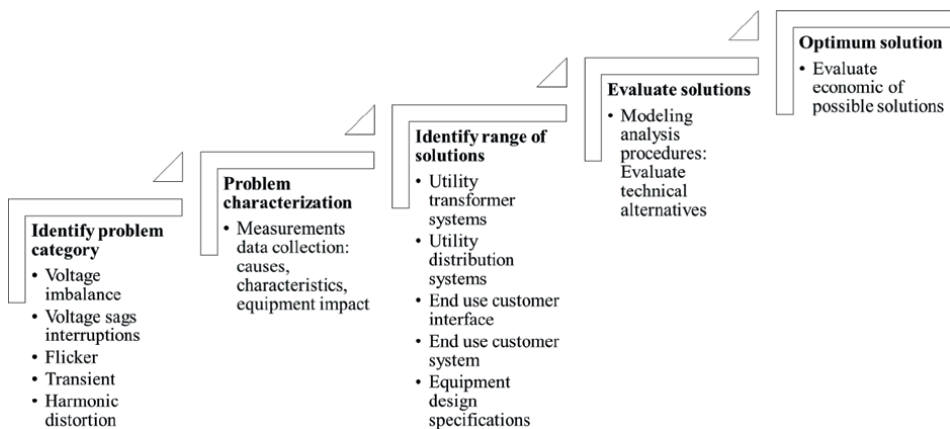 Identify problem
category
• Voltage
imbalance
• Voltage sags
interruptions
• Flicker
• Transient
• Harmonic
distortion
Problem
characterization
• Measurements
data collection:
causes,
characteristics,
equipment impact
Identify range of
solutions
• Utility
transformer
systems
• Utility
distribution
systems
• End use customer
interface
• End use customer
system
• Equipment
design
specifications
Evaluate solutions
• Modeling
analysis
procedures:
Evaluate
technical
alternatives
Optimum solution
• Evaluate
economic of
possible solutions